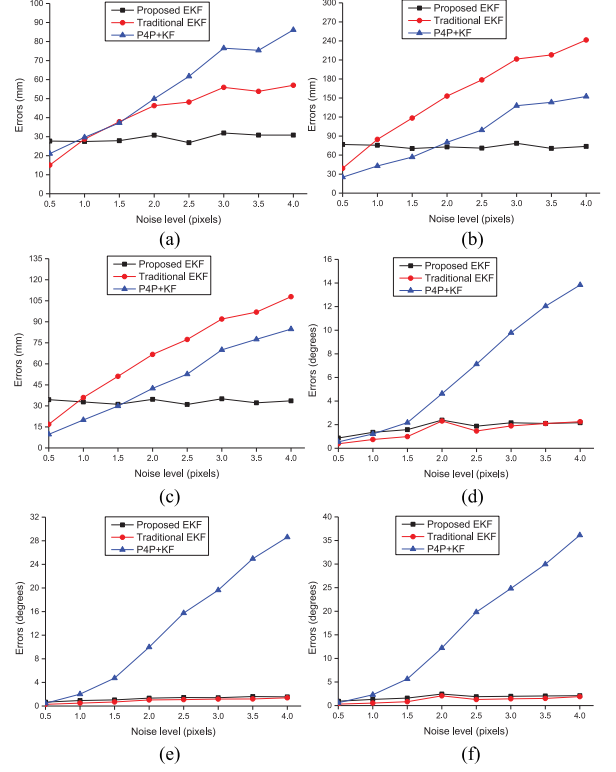 100
90
80
70
60
50
40
30
20
10
0
Errors (mm)
Proposed EKF
Traditional EKF
P4P+KF
0.5 1.0 1.5 2.0 2.5 3.0 3.5 4.0
Noise level (pixels)
(a)
300
270
240
210
180
150
120
90
60
30
0
Errors (mm)
Proposed EKF
Traditional EKF
P4P+KF
0.5 1.0 1.5 2.0 2.5 3.0 3.5 4.0
Noise level (pixels)
(b)
135
120
105
90
75
60
45
30
15
0
Errors (mm)
Proposed EKF
Traditional EKF
P4P+KF
0.5 1.0 1.5 2.0 2.5 3.0 3.5 4.0
Noise level (pixels)
(c)
16
14
12
10
8
6
4
2
0
Errors (degrees)
Proposed EKF
Traditional EKF
P4P+KF
0.5 1.0 1.5 2.0 2.5 3.0 3.5 4.0
Noise level (pixels)
(d)
32
28
24
20
16
12
8
4
0
Errors (degrees)
Proposed EKF
Traditional EKF
P4P+KF
0.5 1.0 1.5 2.0 2.5 3.0 3.5 4.0
Noise level (pixels)
(e)
40
35
30
25
20
15
10
5
0
Errors (degrees)
Proposed EKF
Traditional EKF
P4P+KF
0.5 1.0 1.5 2.0 2.5 3.0 3.5 4.0
Noise level (pixels)
(f)